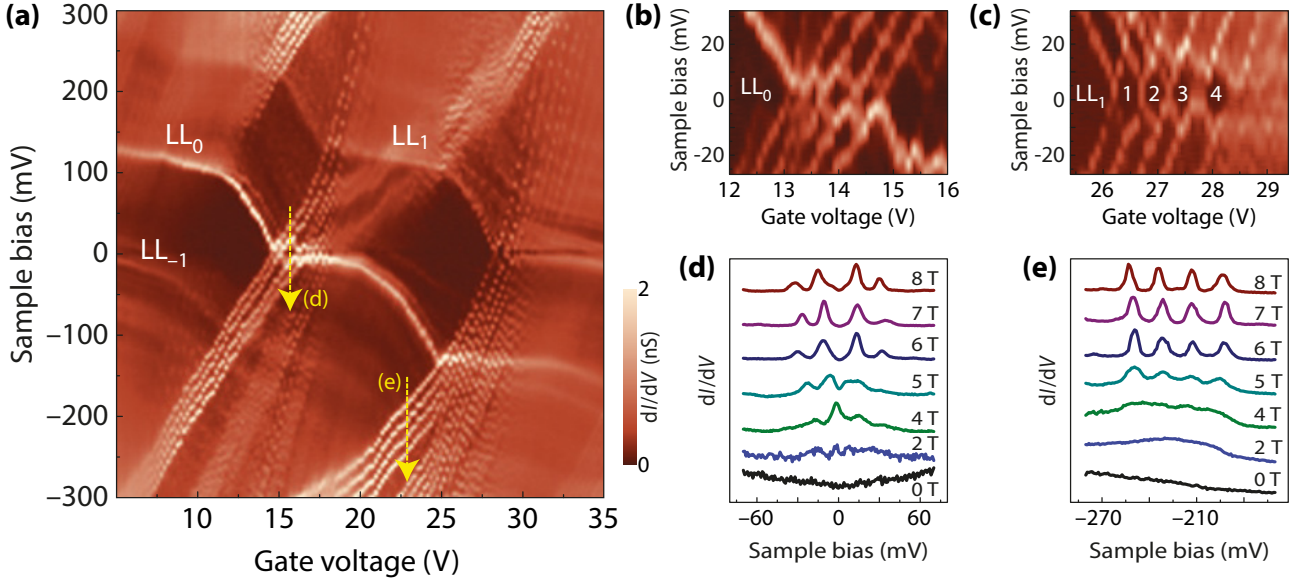 (a)
300
200
100
0
−100
−200
−300
Sample bias (mV)
LL0
LL1
LL−1
(d)
(e)
10
15
20
25
30
35
Gate voltage (V)
2
0
dI/dV (nS)
(b)
20
0
-20
Sample bias (mV)
LL0
12
13
14
15
16
Gate voltage (V)
(c)
20
0
-20
Sample bias (mV)
LL1
1
2
3
4
26
27
28
29
Gate voltage (V)
(d)
dI/dV
8 T
7 T
6 T
5 T
4 T
2 T
0 T
−60
0
60
Sample bias (mV)
(e)
dI/dV
8 T
7 T
6 T
5 T
4 T
2 T
0 T
−270
−210
Sample bias (mV)